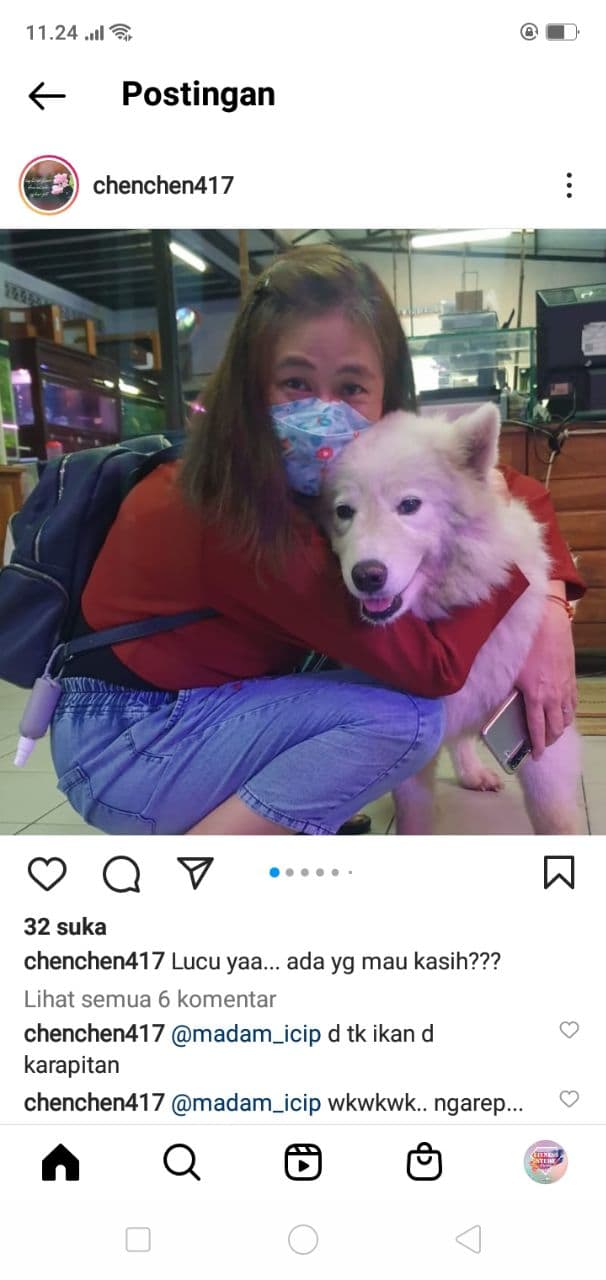 11.24
Postingan
chenchen417
32 suka
chenchen417 Lucu yaa... ada yg mau kasih???
Lihat semua 6 komentar
chenchen417 @madam_icip d tk ikan d
karapitan
chenchen417 @madam_icip wkwkwk.. ngarep...